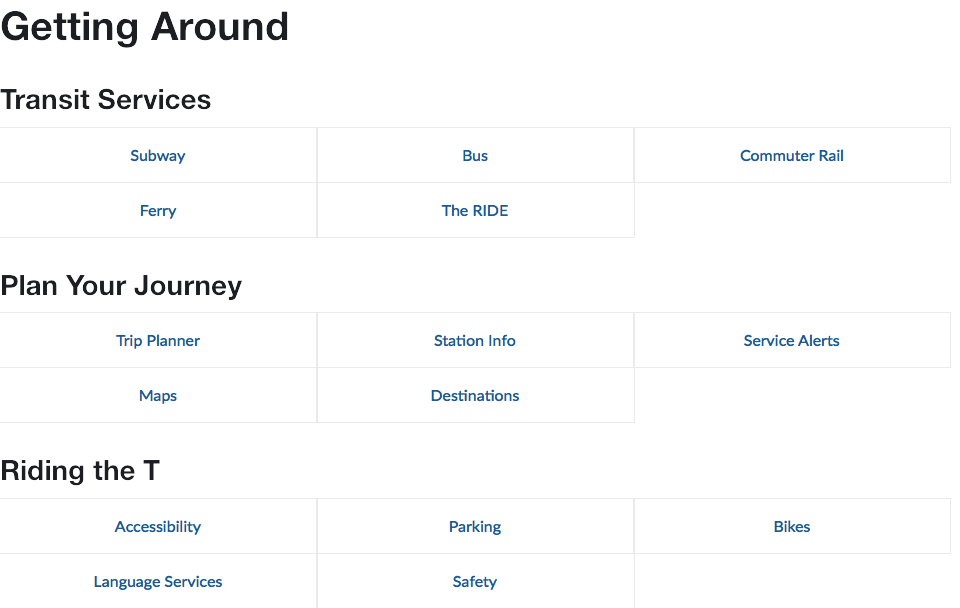 Getting Around
Transit Services
Subway Bus Commuter Rail
Ferry The RIDE
Plan Your Journey
Trip Planner Station Info Service Alerts
Maps Destinations
Riding the T
Accessibility Parking Bikes
Language Services Safety